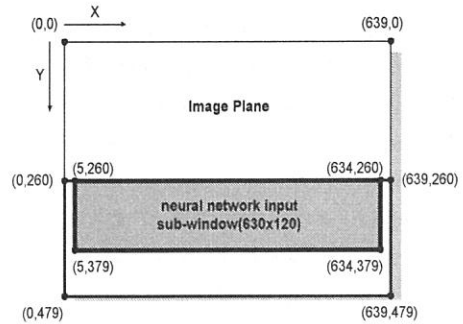 X
(0,0)
(639,0)
Y
Image Plane
(5,260)
(634,260)
(0,260)
(639,260)
neural network input
sub-window(630x120)
(5,379)
(634,379)
(0,479)
(639,479)